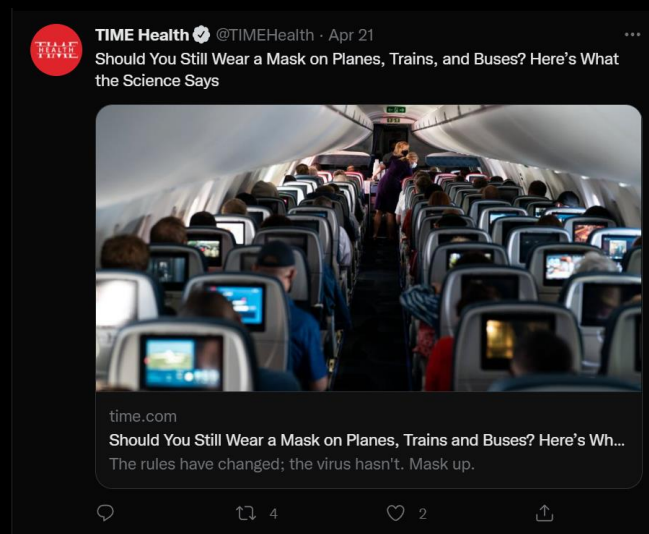 TIME
HEALTH
TIME Health @TIMEHealth · Apr 21
Should You Still Wear a Mask on Planes, Trains, and Buses? Here’s What
the Science Says
time.com
Should You Still Wear a Mask on Planes, Trains and Buses? Here’s Wh...
The rules have changed; the virus hasn't. Mask up.
4
2